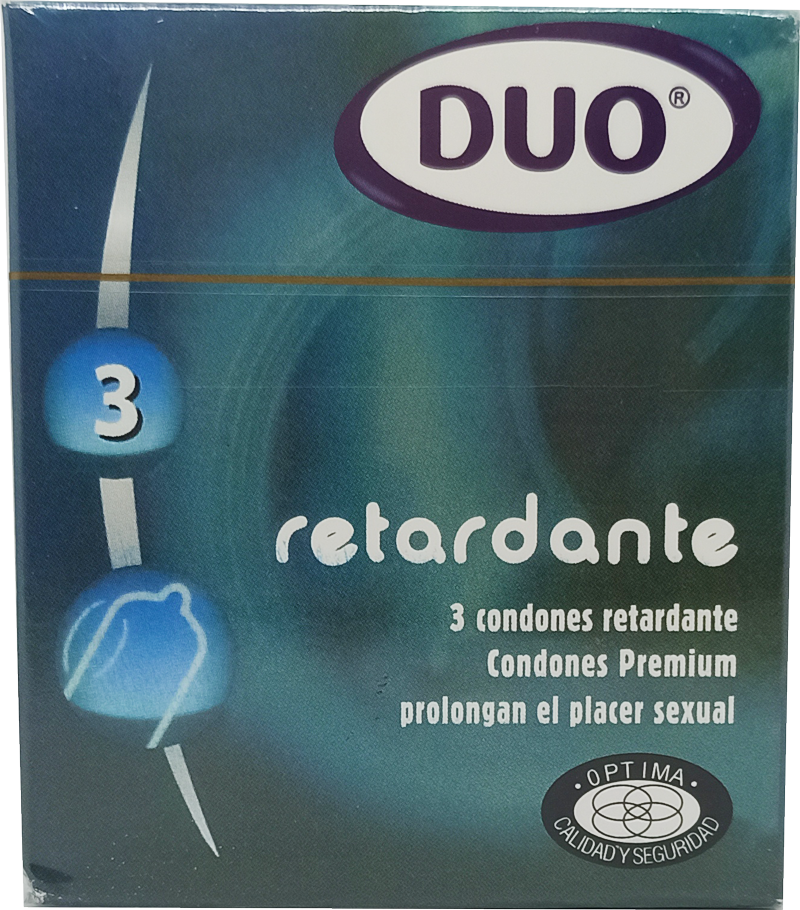 DUO®
3
retardante
3 condones retardante
Condones Premium
prolongan el placer sexual
· OPTIMA ·
CALIDAD Y SEGURIDAD